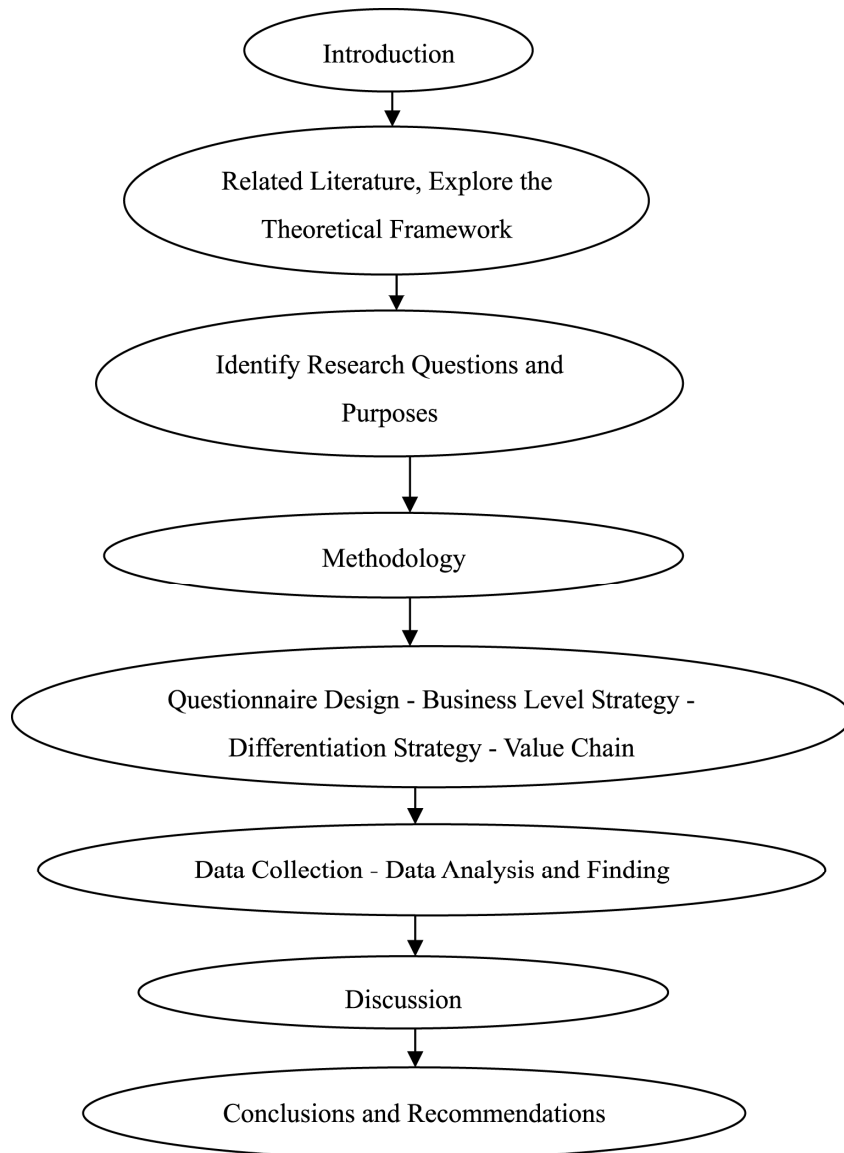 Introduction
Related Literature, Explore the
Theoretical Framework
Identify Research Questions and
Purposes
Methodology
Questionnaire Design - Business Level Strategy -
Differentiation Strategy - Value Chain
Data Collection - Data Analysis and Finding
Discussion
Conclusions and Recommendations